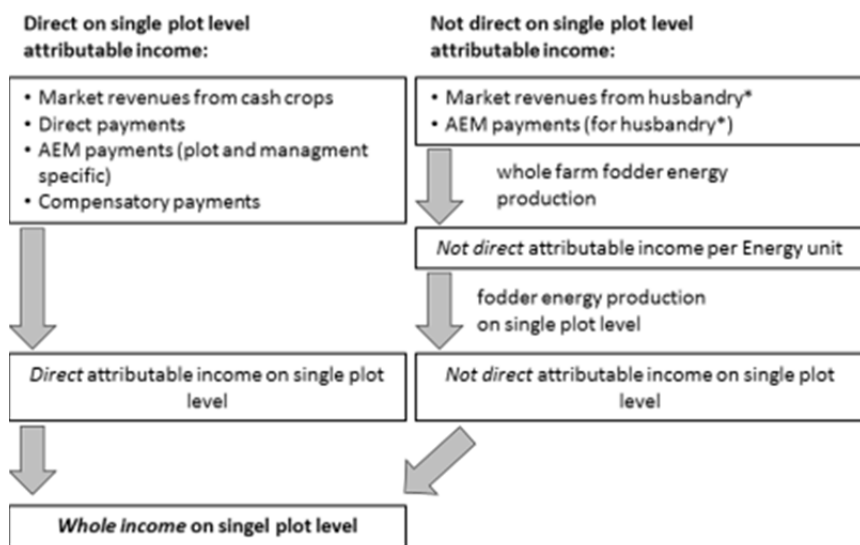 Direct on single plot level
attributable income:
• Market revenues from cash crops
• Direct payments
• AEM payments (plot and managment
specific)
• Compensatory payments
Direct attributable income on single plot
level
Not direct on single plot level
attributable income:
• Market revenues from husbandry*
• AEM payments (for husbandry*)
whole farm fodder energy
production
Not direct attributable income per Energy unit
fodder energy production
on single plot level
Not direct attributable income on single plot
level
Whole income on singel plot level